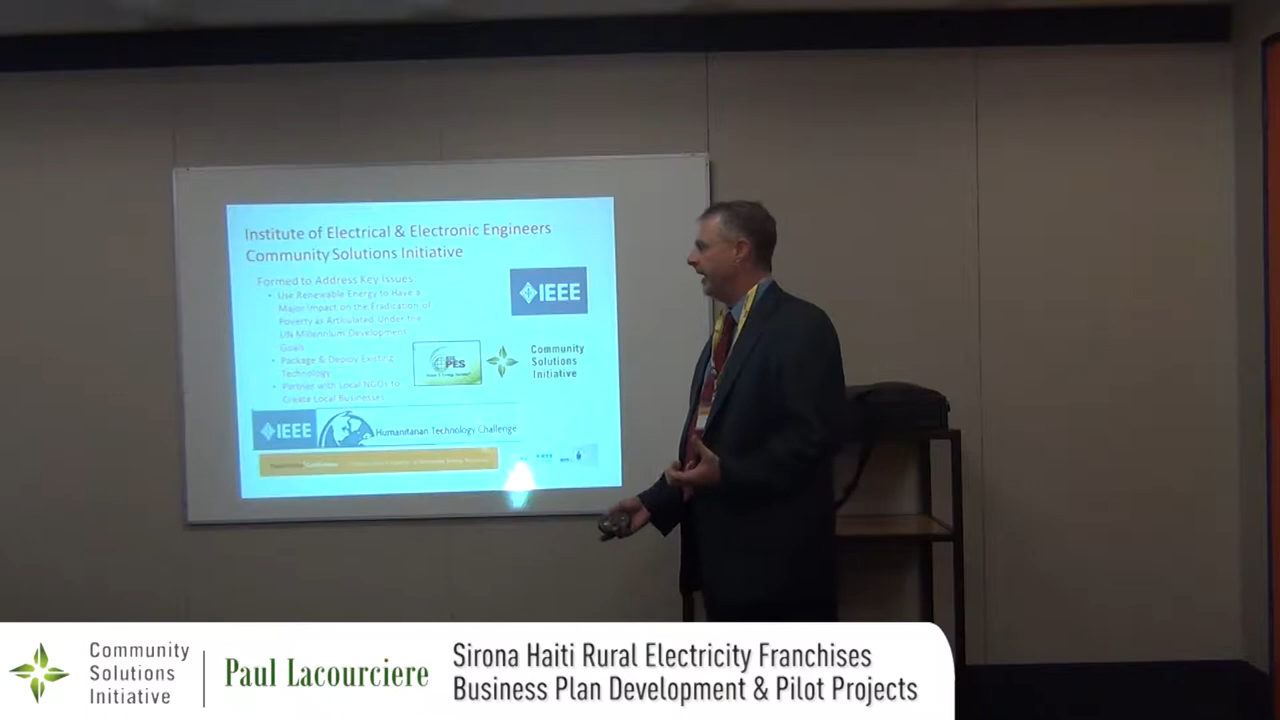 Institute of Electrical & Electronic Engineers
Community Solutions Initiative
Formed to Address Key Issues:
• Use Renewable Energy to Have a
Major Impact on the Eradication of
Poverty as Articulated Under the
UN Millennium Development
Goals
• Package & Deploy Existing
Technology
• Partner with Local NGOs to
Create Local Businesses
IEEE
PES
Community
Solutions
Initiative
IEEE
Humanitarian Technology Challenge
Community
Solutions
Initiative
Paul Lacourciere
Sirona Haiti Rural Electricity Franchises
Business Plan Development & Pilot Projects